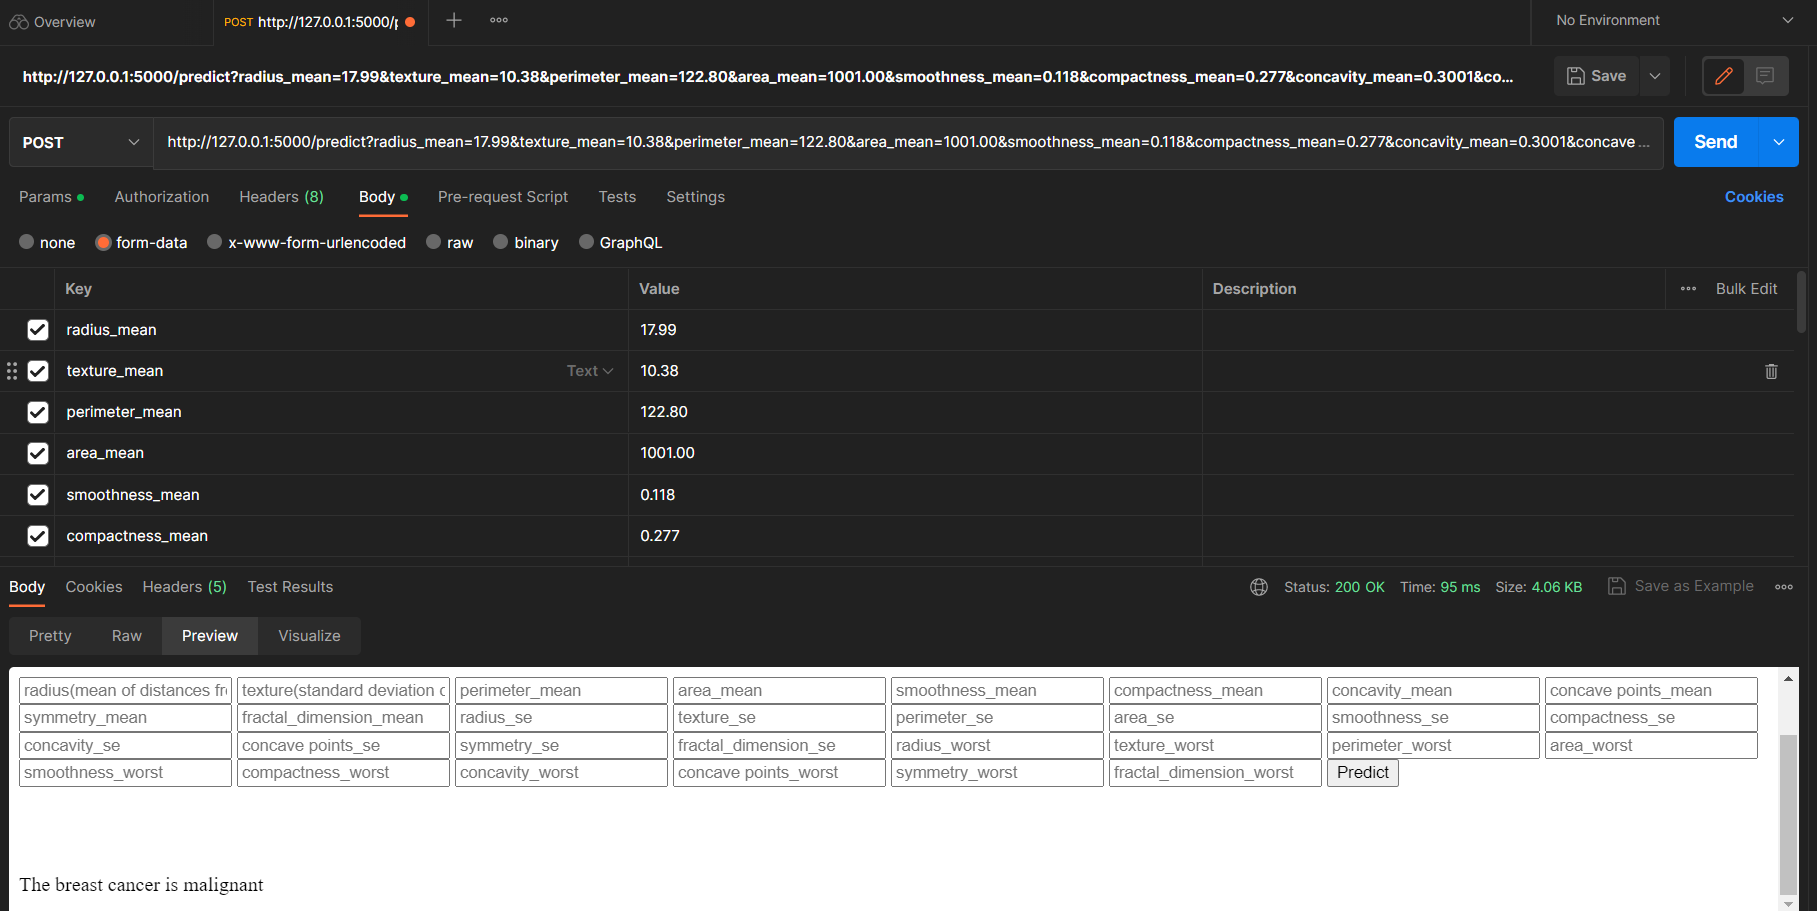 Overview
POST http://127.0.0.1:5000/p
No Environment
http://127.0.0.1:5000/predict?radius_mean=17.99&texture_mean=10.38&perimeter_mean=122.80&area_mean=1001.00&smoothness_mean=0.118&compactness_mean=0.277&concavity_mean=0.3001&co...
Save
POST
http://127.0.0.1:5000/predict?radius_mean=17.99&texture_mean=10.38&perimeter_mean=122.80&area_mean=1001.00&smoothness_mean=0.118&compactness_mean=0.277&concavity_mean=0.3001&concave ...
Send
Params Authorization Headers (8) Body Pre-request Script Tests Settings Cookies
none form-data x-www-form-urlencoded raw binary GraphQL
Key Value Description Bulk Edit
radius_mean 17.99
texture_mean Text 10.38
perimeter_mean 122.80
area_mean 1001.00
smoothness_mean 0.118
compactness_mean 0.277
Body Cookies Headers (5) Test Results Status: 200 OK Time: 95 ms Size: 4.06 KB Save as Example
Pretty Raw Preview Visualize
radius(mean of distances fr texture(standard deviation o perimeter_mean area_mean smoothness_mean compactness_mean concavity_mean concave points_mean
symmetry_mean fractal_dimension_mean radius_se texture_se perimeter_se area_se smoothness_se compactness_se
concavity_se concave points_se symmetry_se fractal_dimension_se radius_worst texture_worst perimeter_worst area_worst
smoothness_worst compactness_worst concavity_worst concave points_worst symmetry_worst fractal_dimension_worst Predict
The breast cancer is malignant